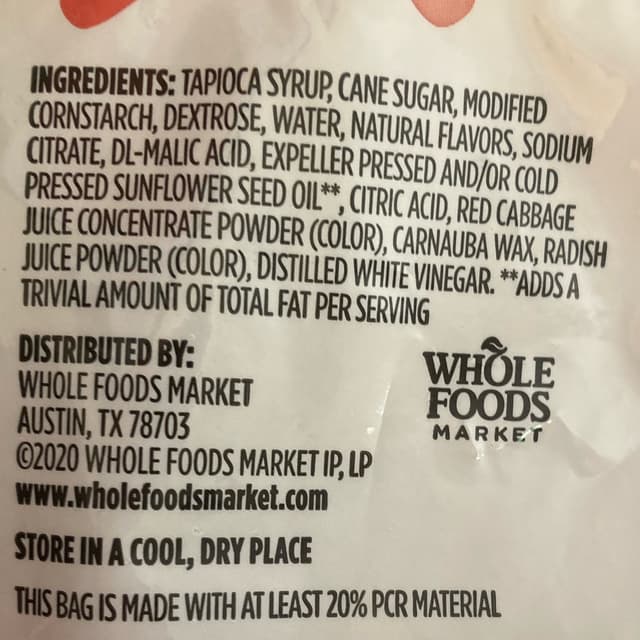 INGREDIENTS: TAPIOCA SYRUP, CANE SUGAR, MODIFIED
CORNSTARCH, DEXTROSE, WATER, NATURAL FLAVORS, SODIUM
CITRATE, DL-MALIC ACID, EXPELLER PRESSED AND/OR COLD
PRESSED SUNFLOWER SEED OIL**, CITRIC ACID, RED CABBAGE
JUICE CONCENTRATE POWDER (COLOR), CARNAUBA WAX, RADISH
JUICE POWDER (COLOR), DISTILLED WHITE VINEGAR. **ADDS A
TRIVIAL AMOUNT OF TOTAL FAT PER SERVING
DISTRIBUTED BY:
WHOLE FOODS MARKET
AUSTIN, TX 78703
©2020 WHOLE FOODS MARKET IP, LP
www.wholefoodsmarket.com
WHOLE
FOODS
MARKET
STORE IN A COOL, DRY PLACE
THIS BAG IS MADE WITH AT LEAST 20% PCR MATERIAL